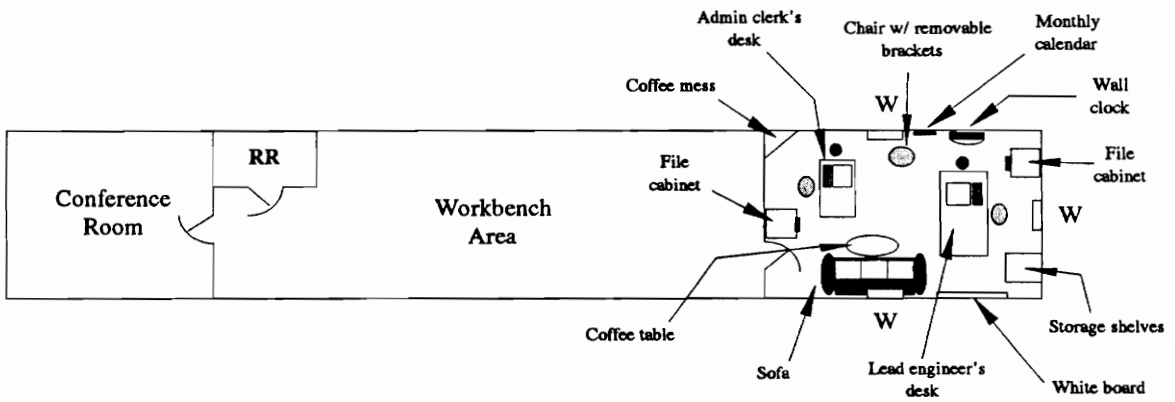 Admin clerk's
desk
Chair w/ removable
brackets
Monthly
calendar
Coffee mess
W
Wall
clock
RR
File
cabinet
File
cabinet
Conference
Room
Workbench
Area
W
Coffee table
W
Storage shelves
Sofa
Lead engineer's
desk
White board